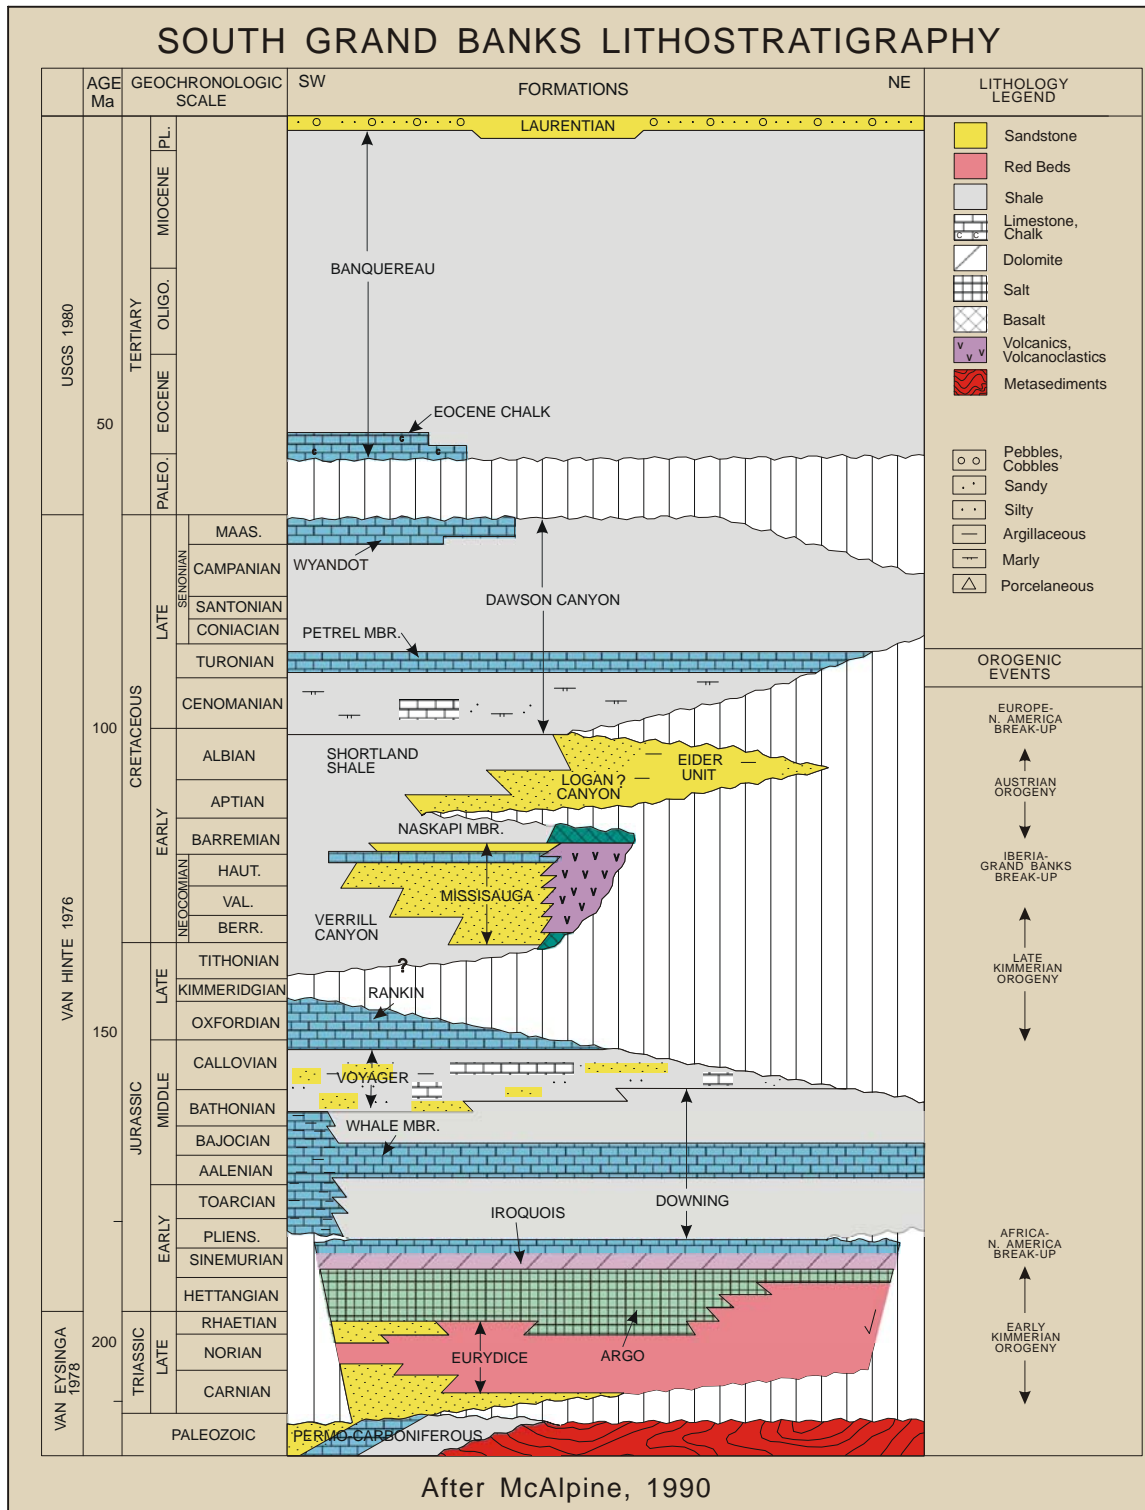 SOUTH GRAND BANKS LITHOSTRATIGRAPHY
AGE
Ma
GEOCHRONOLOGIC
SCALE
SW
FORMATIONS
NE
LITHOLOGY
LEGEND
USGS 1980
VAN HINTE 1976
VAN EYSINGA
1978
50
100
150
200
TERTIARY
CRETACEOUS
JURASSIC
TRIASSIC
PL.
MIOCENE
OLIGO.
EOCENE
PALEO.
LATE
EARLY
LATE
MIDDLE
EARLY
LATE
SENONIAN
NEOCOMIAN
MAAS.
CAMPANIAN
SANTONIAN
CONIACIAN
TURONIAN
CENOMANIAN
ALBIAN
APTIAN
BARREMIAN
HAUT.
VAL.
BERR.
TITHONIAN
KIMMERIDGIAN
OXFORDIAN
CALLOVIAN
BATHONIAN
BAJOCIAN
AALENIAN
TOARCIAN
PLIENS.
SINEMURIAN
HETTANGIAN
RHAETIAN
NORIAN
CARNIAN
PALEOZOIC
LAURENTIAN
BANQUEREAU
EOCENE CHALK
c
c
c
WYANDOT
DAWSON CANYON
PETREL MBR.
SHORTLAND
SHALE
LOGAN ?
CANYON
EIDER
UNIT
NASKAPI MBR.
MISSISAUGA
VERRILL
CANYON
?
RANKIN
VOYAGER
WHALE MBR.
DOWNING
IROQUOIS
EURYDICE
ARGO
PERMO-CARBONIFEROUS
Sandstone
Red Beds
Shale
Limestone,
Chalk
c c
Dolomite
Salt
Basalt
Volcanics,
Volcanoclastics
Metasediments
Pebbles,
Cobbles
Sandy
Silty
Argillaceous
Marly
Porcelaneous
OROGENIC
EVENTS
EUROPE-
N. AMERICA
BREAK-UP
AUSTRIAN
OROGENY
IBERIA-
GRAND BANKS
BREAK-UP
LATE
KIMMERIAN
OROGENY
AFRICA-
N. AMERICA
BREAK-UP
EARLY
KIMMERIAN
OROGENY
After McAlpine, 1990